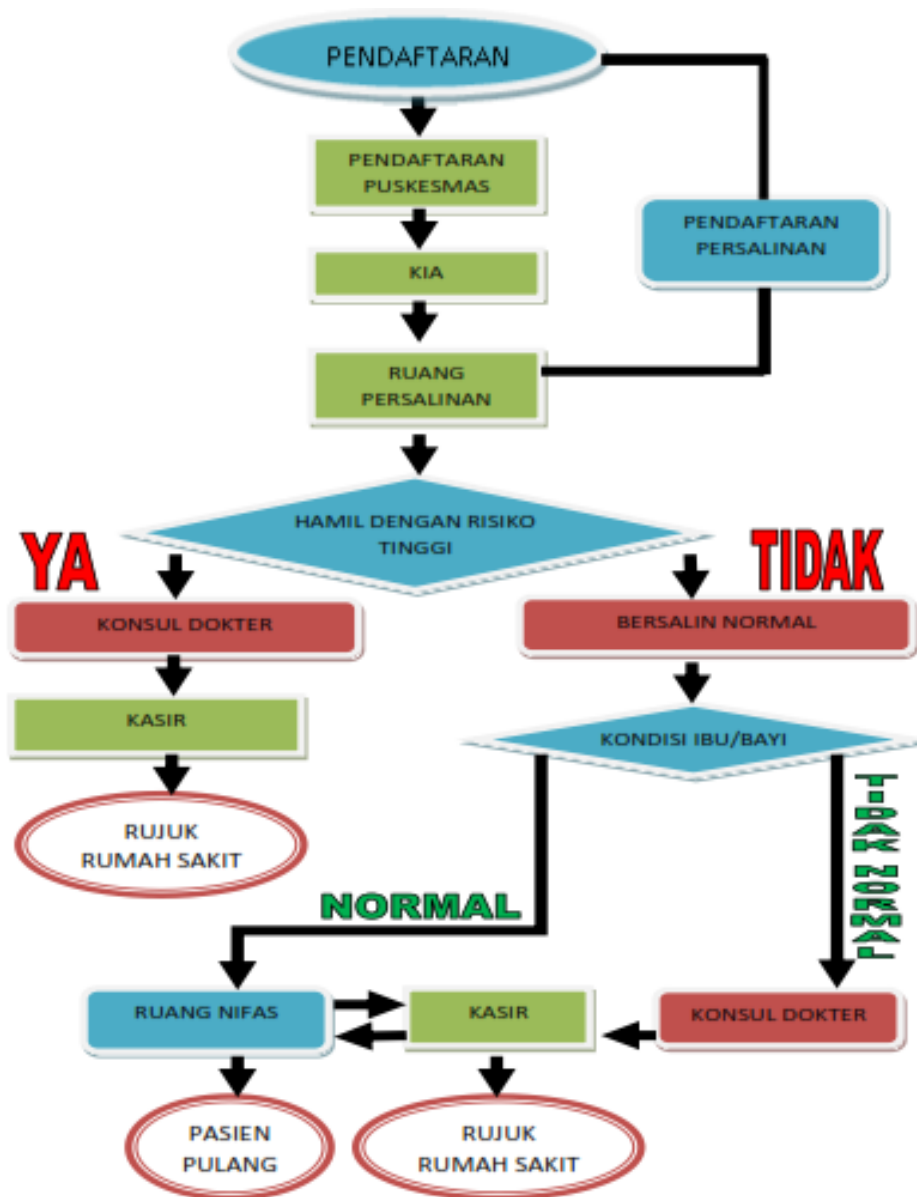 PENDAFTARAN
PENDAFTARAN
PUSKESMAS
PENDAFTARAN
PERSALINAN
KIA
RUANG
PERSALINAN
HAMIL DENGAN RISIKO
TINGGI
YA
TIDAK
KONSUL DOKTER
BERSALIN NORMAL
KASIR
KONDISI IBU/BAYI
RUJUK
RUMAH SAKIT
TIDAK NORMAL
NORMAL
RUANG NIFAS
KASIR
KONSUL DOKTER
PASIEN
PULANG
RUJUK
RUMAH SAKIT